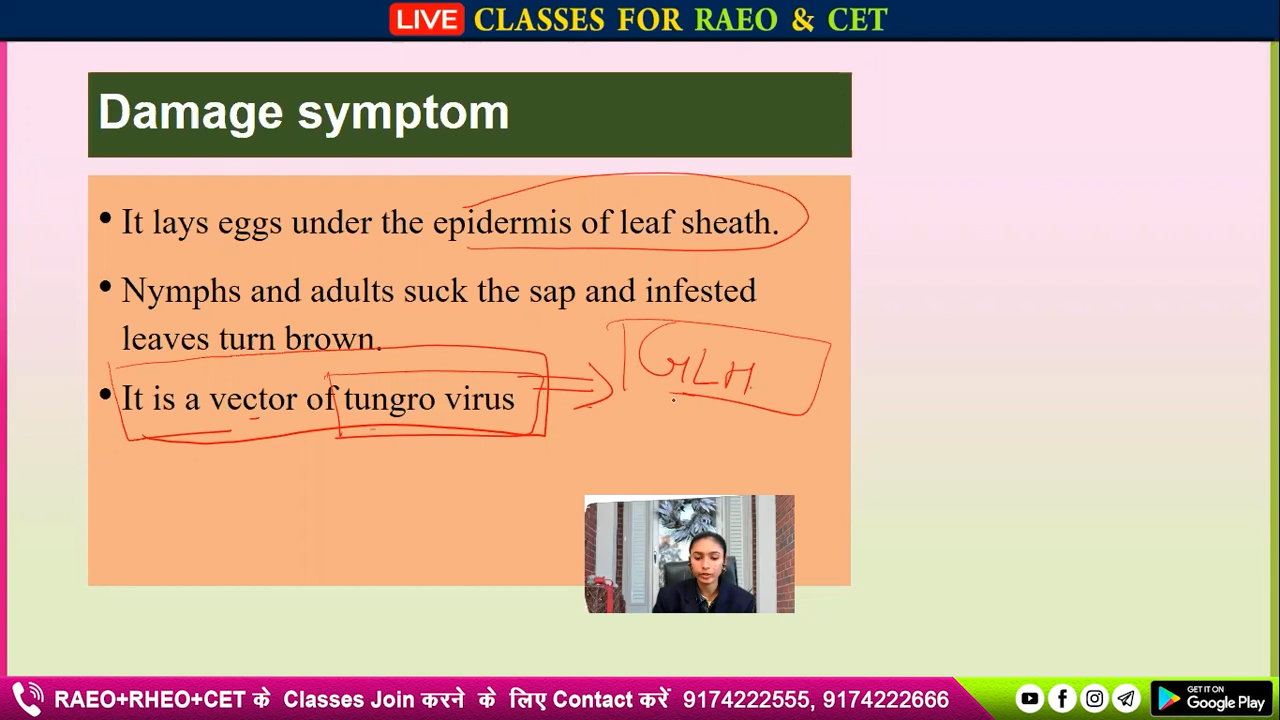 LIVE CLASSES FOR RAEO & CET
Damage symptom
• It lays eggs under the epidermis of leaf sheath.
• Nymphs and adults suck the sap and infested
leaves turn brown.
GLH
• It is a vector of tungro virus
RAEO+RHEO+CET के Classes Join करने के लिए Contact करें 9174222555, 9174222666
GET IT ON
Google Play